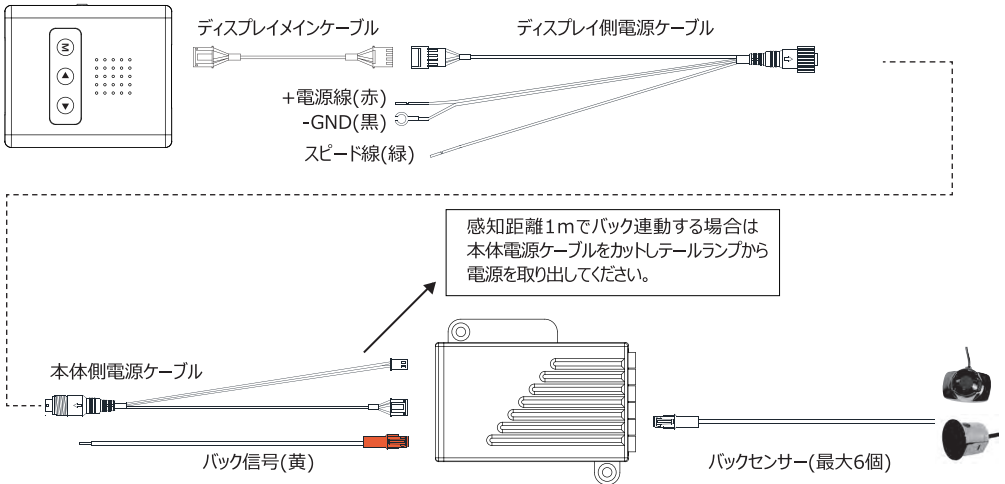 ディスプレイメインケーブル
ディスプレイ側電源ケーブル
M
+電源線(赤)
-GND(黒)
スピード線(緑)
感知距離1mでバック連動する場合は
本体電源ケーブルをカットしテールランプから
電源を取り出してください。
本体側電源ケーブル
バック信号(黄)
バックセンサー(最大6個)